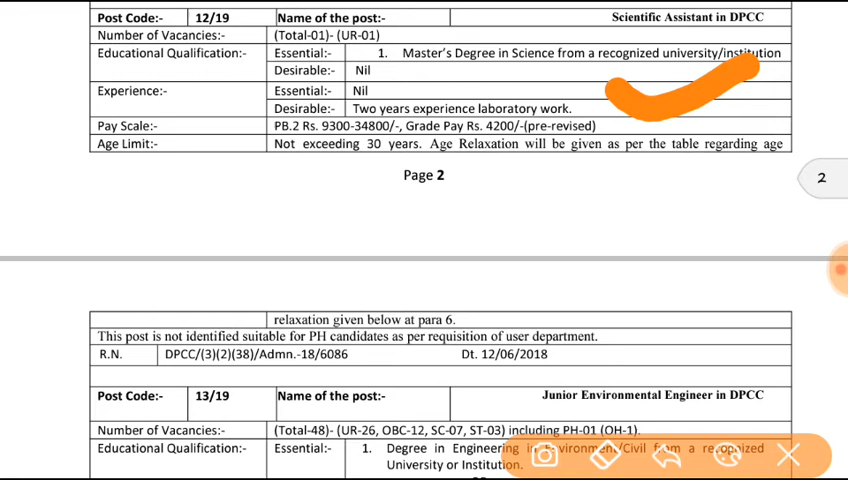 Post Code:- 12/19 Name of the post:- Scientific Assistant in DPCC
Number of Vacancies:- (Total-01)- (UR-01)
Educational Qualification:- Essential:- 1. Master's Degree in Science from a recognized university/institution
Desirable:- Nil
Experience:- Essential:- Nil
Desirable:- Two years experience laboratory work.
Pay Scale:- PB.2 Rs. 9300-34800/-, Grade Pay Rs. 4200/-(pre-revised)
Age Limit:- Not exceeding 30 years. Age Relaxation will be given as per the table regarding age
Page 2
2
relaxation given below at para 6.
This post is not identified suitable for PH candidates as per requisition of user department.
R.N. DPCC/(3)(2)(38)/Admn.-18/6086 Dt. 12/06/2018
Post Code:- 13/19 Name of the post:- Junior Environmental Engineer in DPCC
Number of Vacancies:- (Total-48)- (UR-26, OBC-12, SC-07, ST-03) including PH-01 (OH-1).
Educational Qualification:- Essential:- 1. Degree in Engineering in Environment/Civil from a recognized
University or Institution.